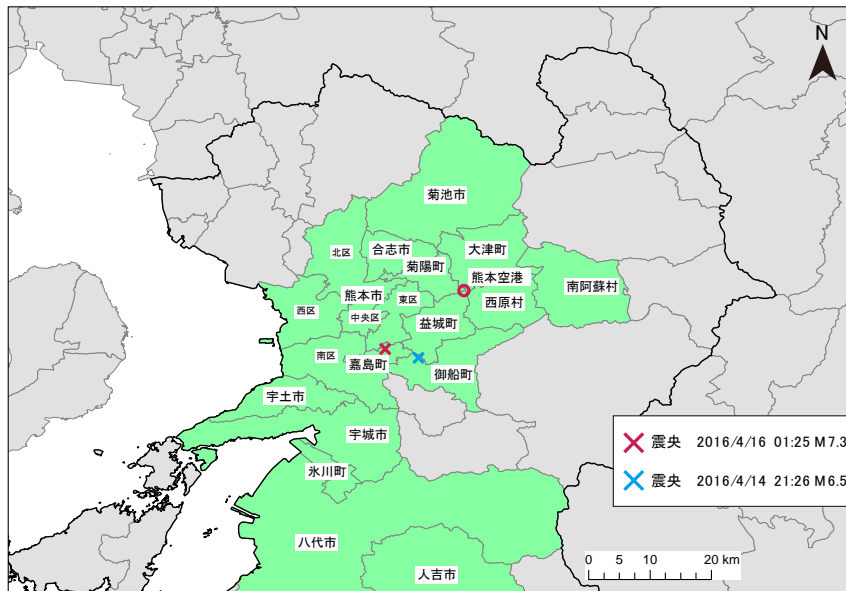 N
菊池市
北区
合志市
大津町
菊陽町
熊本空港
南阿蘇村
熊本市
東区
西原村
西区
中央区
益城町
南区
嘉島町
御船町
宇土市
宇城市
氷川町
八代市
人吉市
震央 2016/4/16 01:25 M7.3
震央 2016/4/14 21:26 M6.5
0 5 10 20 km